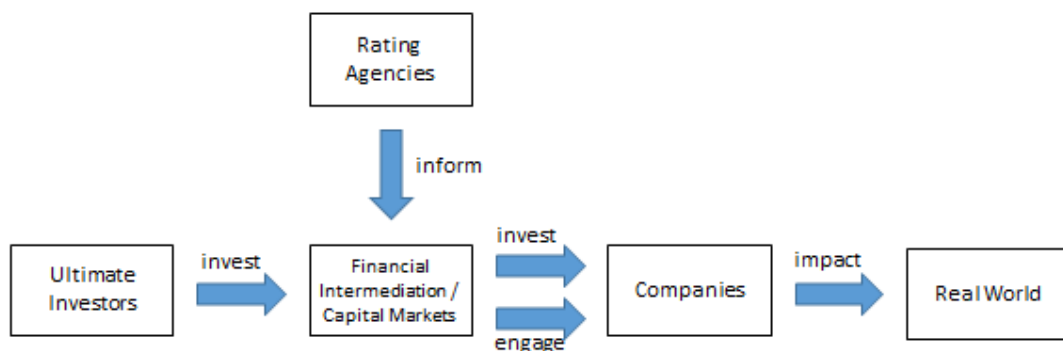 Rating
Agencies
inform
Ultimate
Investors
invest
Financial
Intermediation /
Capital Markets
invest
engage
Companies
impact
Real World